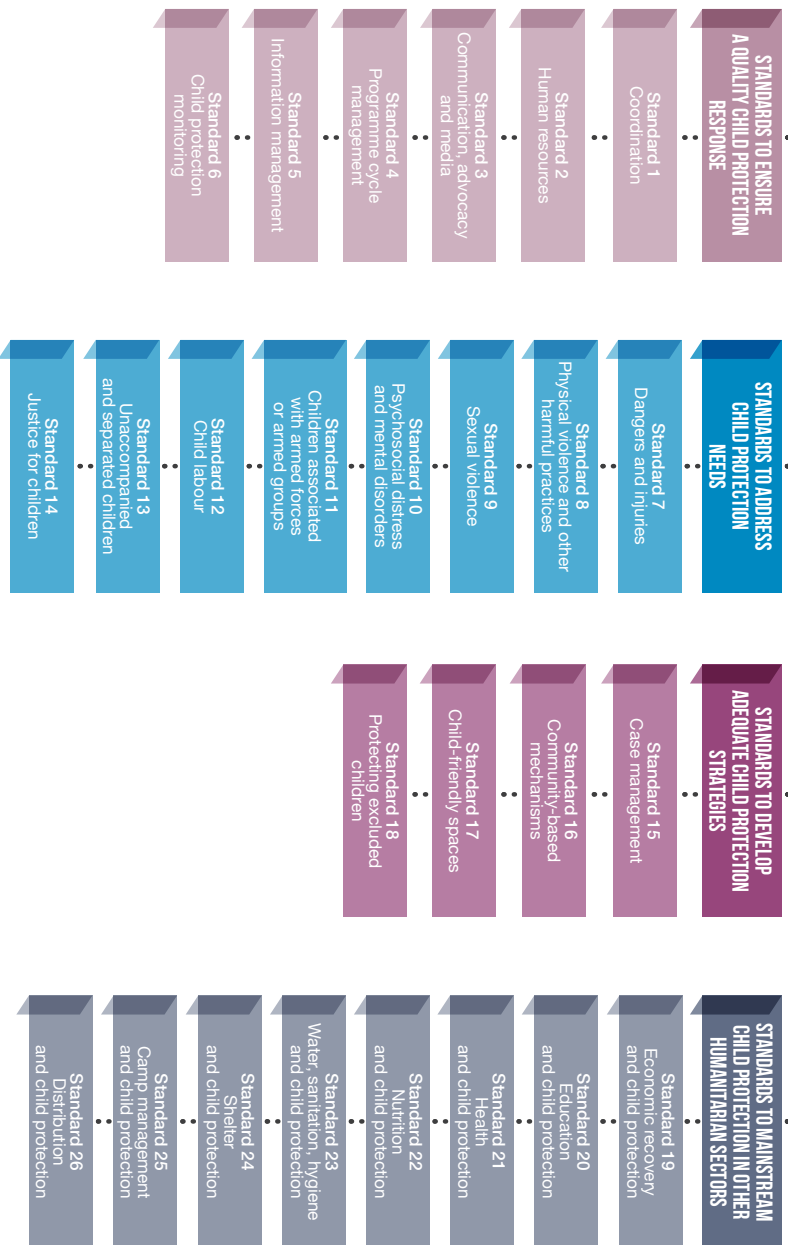 STANDARDS TO ENSURE
A QUALITY CHILD PROTECTION
RESPONSE
Standard 1
Coordination
Standard 2
Human resources
Standard 3
Communication, advocacy
and media
Standard 4
Programme cycle
management
Standard 5
Information management
Standard 6
Child protection
monitoring
STANDARDS TO ADDRESS
CHILD PROTECTION
NEEDS
Standard 7
Dangers and injuries
Standard 8
Physical violence and other
harmful practices
Standard 9
Sexual violence
Standard 10
Psychosocial distress
and mental disorders
Standard 11
Children associated
with armed forces
or armed groups
Standard 12
Child labour
Standard 13
Unaccompanied
and separated children
Standard 14
Justice for children
STANDARDS TO DEVELOP
ADEQUATE CHILD PROTECTION
STRATEGIES
Standard 15
Case management
Standard 16
Community-based
mechanisms
Standard 17
Child-friendly spaces
Standard 18
Protecting excluded
children
STANDARDS TO MAINSTREAM
CHILD PROTECTION IN OTHER
HUMANITARIAN SECTORS
Standard 19
Economic recovery
and child protection
Standard 20
Education
and child protection
Standard 21
Health
and child protection
Standard 22
Nutrition
and child protection
Standard 23
Water, sanitation, hygiene
and child protection
Standard 24
Shelter
and child protection
Standard 25
Camp management
and child protection
Standard 26
Distribution
and child protection